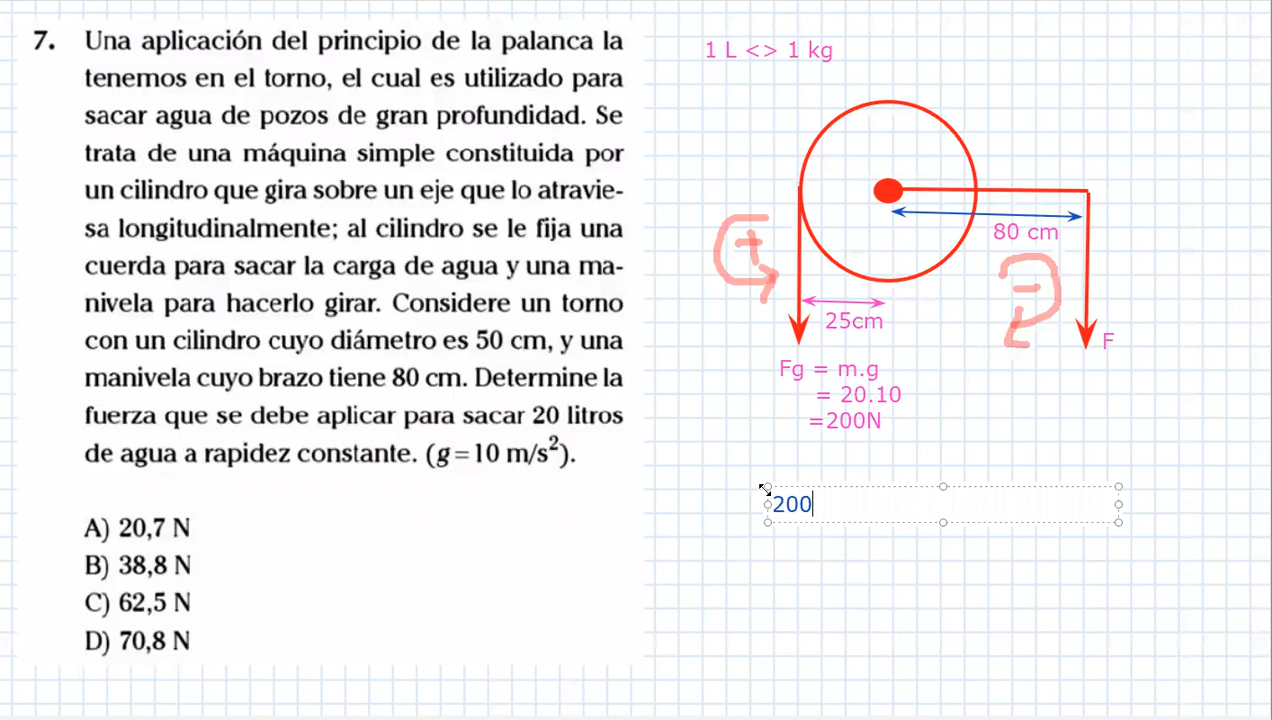 7. Una aplicación del principio de la palanca la
tenemos en el torno, el cual es utilizado para
sacar agua de pozos de gran profundidad. Se
trata de una máquina simple constituida por
un cilindro que gira sobre un eje que lo atravie-
sa longitudinalmente; al cilindro se le fija una
cuerda para sacar la carga de agua y una ma-
nivela para hacerlo girar. Considere un torno
con un cilindro cuyo diámetro es 50 cm, y una
manivela cuyo brazo tiene 80 cm. Determine la
fuerza que se debe aplicar para sacar 20 litros
de agua a rapidez constante. (g=10 m/s²).
A) 20,7 N
B) 38,8 N
C) 62,5 N
D) 70,8 N
1 L <> 1 kg
80 cm
+
-
25cm
F
Fg = m.g
= 20.10
=200N
200